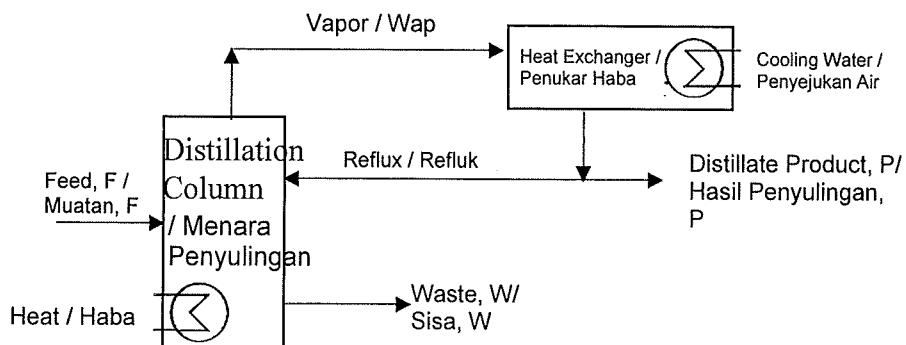 Vapor / Wap
Heat Exchanger /
Penukar Haba
Cooling Water /
Penyejukan Air
Distillation
Column
/ Menara
Penyulingan
Reflux / Refluk
Feed, F /
Muatan, F
Distillate Product, P/
Hasil Penyulingan,
P
Heat / Haba
Waste, W/
Sisa, W